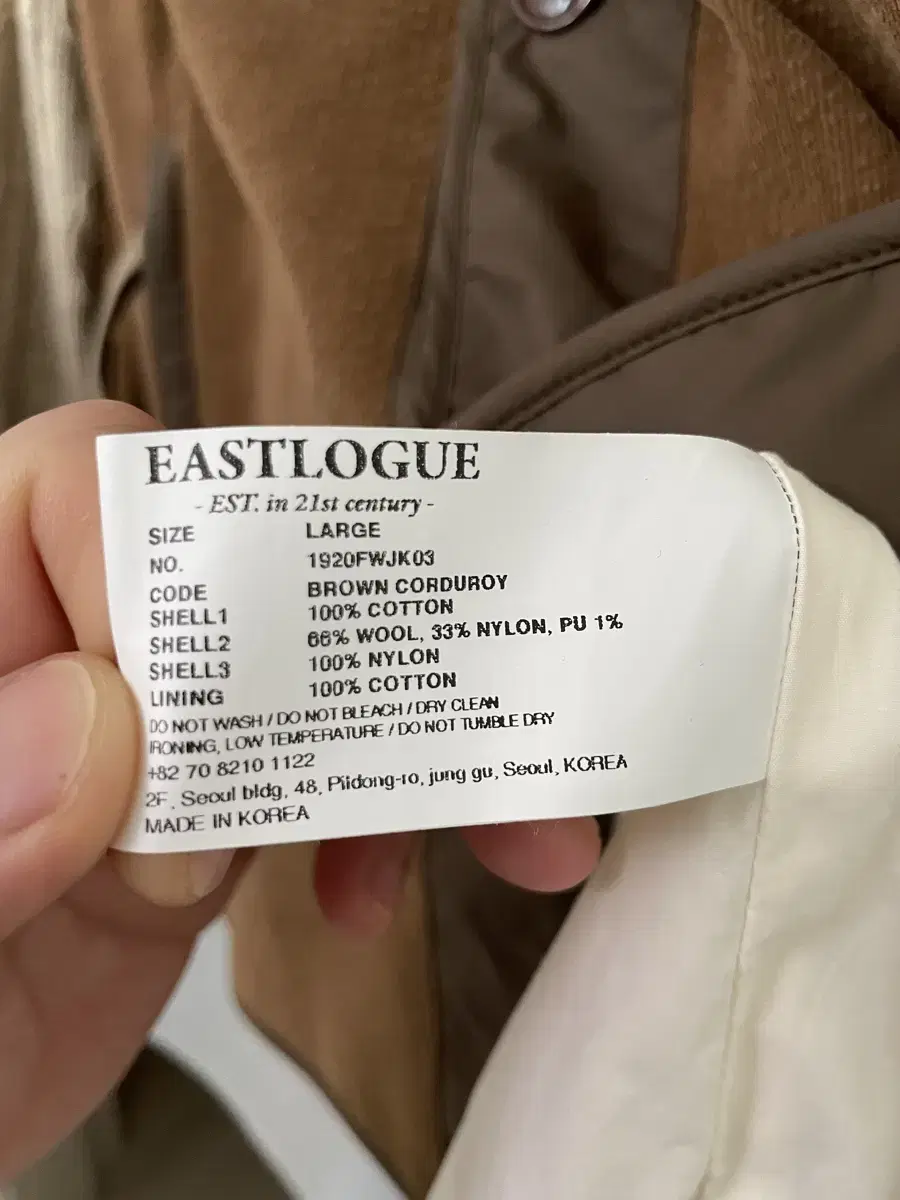 EASTLOGUE
- EST. in 21st century -
SIZE LARGE
NO. 1920FWJK03
CODE BROWN CORDUROY
SHELL1 100% COTTON
SHELL2 66% WOOL, 33% NYLON, PU 1%
SHELL3 100% NYLON
LINING 100% COTTON
DO NOT WASH / DO NOT BLEACH / DRY CLEAN
IRONING, LOW TEMPERATURE / DO NOT TUMBLE DRY
+82 70 8210 1122
2F, Seoul bldg, 48, Pildong-ro, jung gu, Seoul, KOREA
MADE IN KOREA